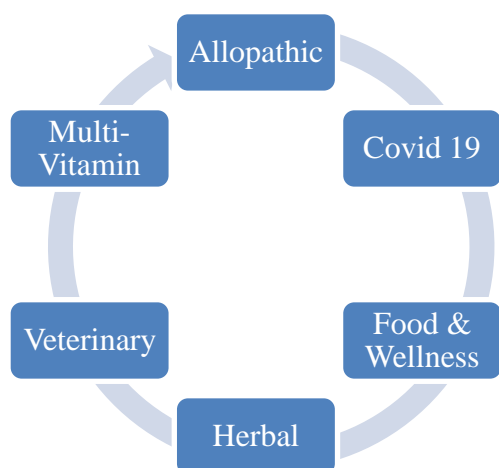 Allopathic
Covid 19
Food &
Wellness
Herbal
Veterinary
Multi-
Vitamin